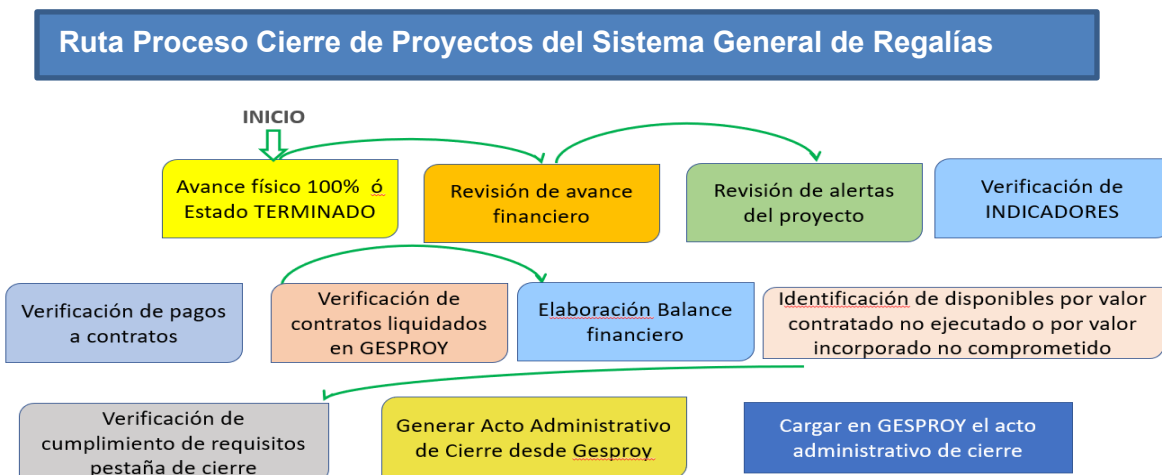 Ruta Proceso Cierre de Proyectos del Sistema General de Regalías
INICIO
Avance físico 100% ó
Estado TERMINADO
Revisión de avance
financiero
Revisión de alertas
del proyecto
Verificación de
INDICADORES
Verificación de pagos
a contratos
Verificación de
contratos liquidados
en GESPROY
Elaboración Balance
financiero
Identificación de disponibles por valor
contratado no ejecutado o por valor
incorporado no comprometido
Verificación de
cumplimiento de requisitos
pestaña de cierre
Generar Acto Administrativo
de Cierre desde Gesproy
Cargar en GESPROY el acto
administrativo de cierre